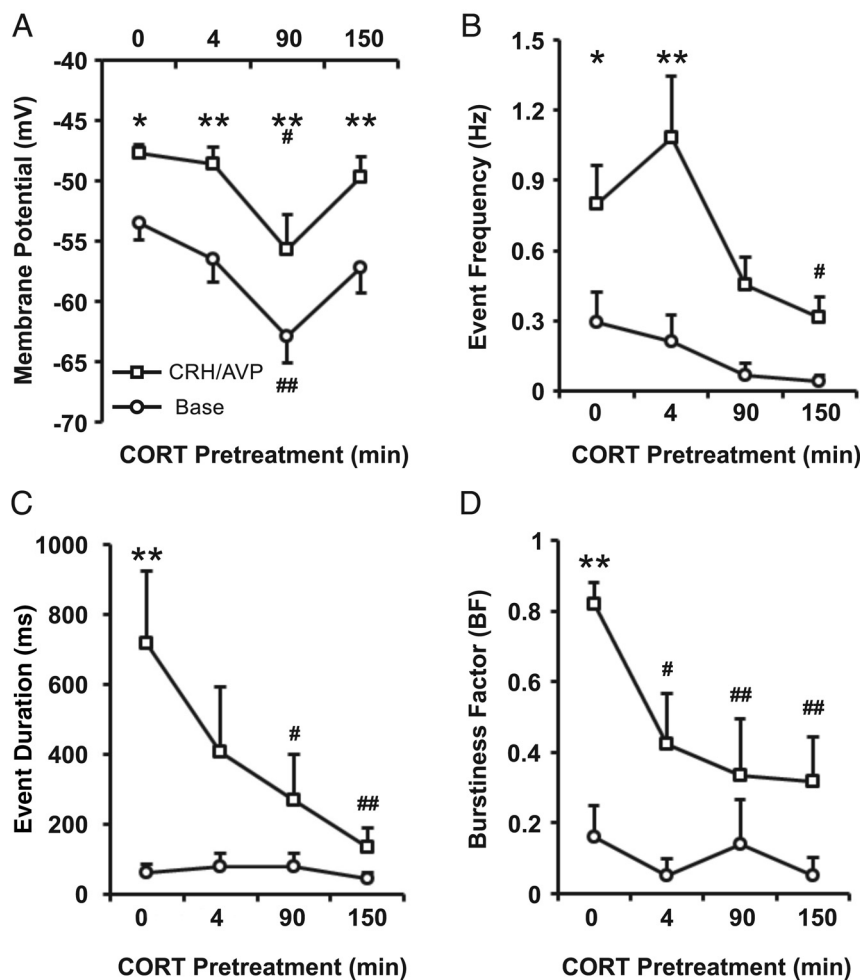 A
0 4 90 150
-40
-45
-50
-55
-60
-65
-70
Membrane Potential (mV)
* ** ** **
#
##
CRH/AVP
Base
CORT Pretreatment (min)
B
1.5
1.2
0.9
0.6
0.3
0
Event Frequency (Hz)
* **
#
0 4 90 150
CORT Pretreatment (min)
C
1000
800
600
400
200
0
Event Duration (ms)
**
#
##
0 4 90 150
CORT Pretreatment (min)
D
1
0.8
0.6
0.4
0.2
0
Burstiness Factor (BF)
**
#
##
##
0 4 90 150
CORT Pretreatment (min)